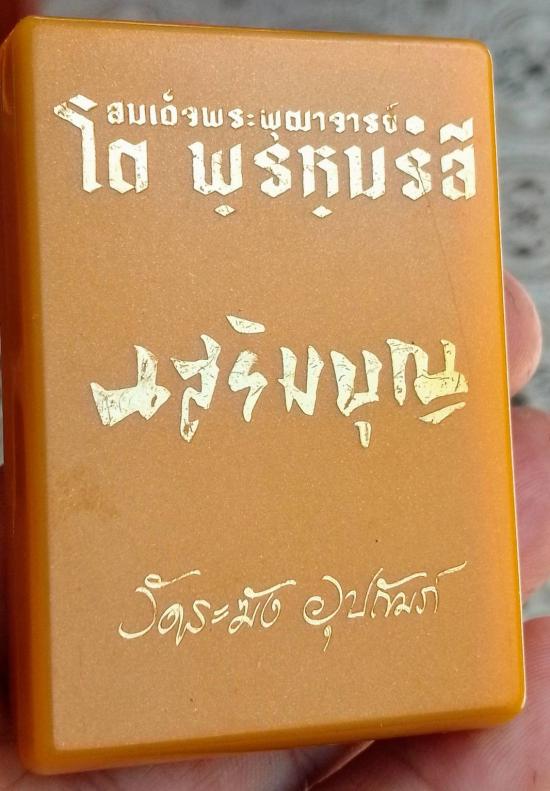 สมเด็จพระพุฒาจารย์
โต พฺรหฺมรํสี
เสริมบุญ
วัดระฆัง อุปถัมภ์